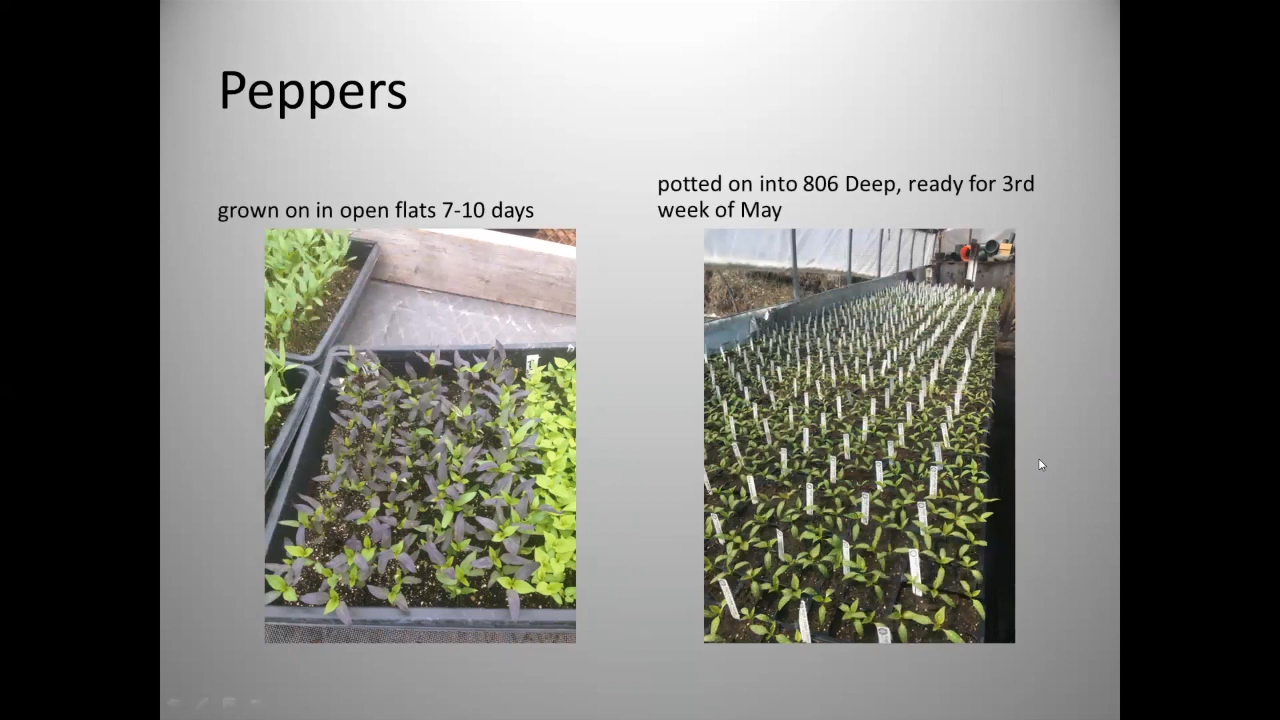 Peppers
grown on in open flats 7-10 days
potted on into 806 Deep, ready for 3rd
week of May